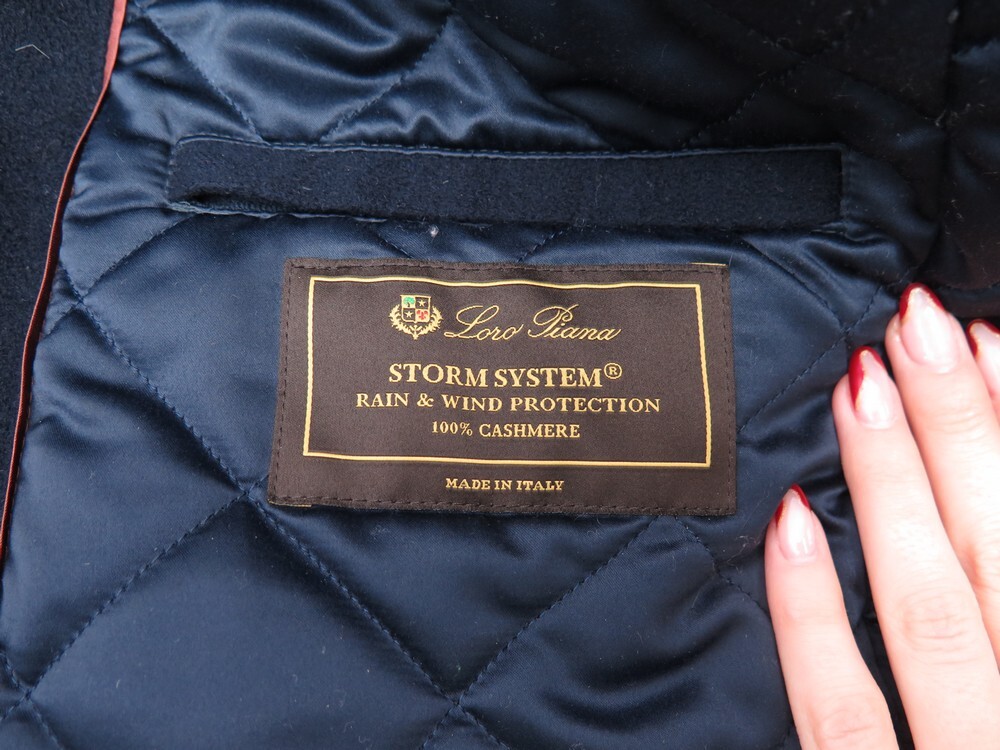 Loro Piana
STORM SYSTEM®
RAIN & WIND PROTECTION
100% CASHMERE
MADE IN ITALY